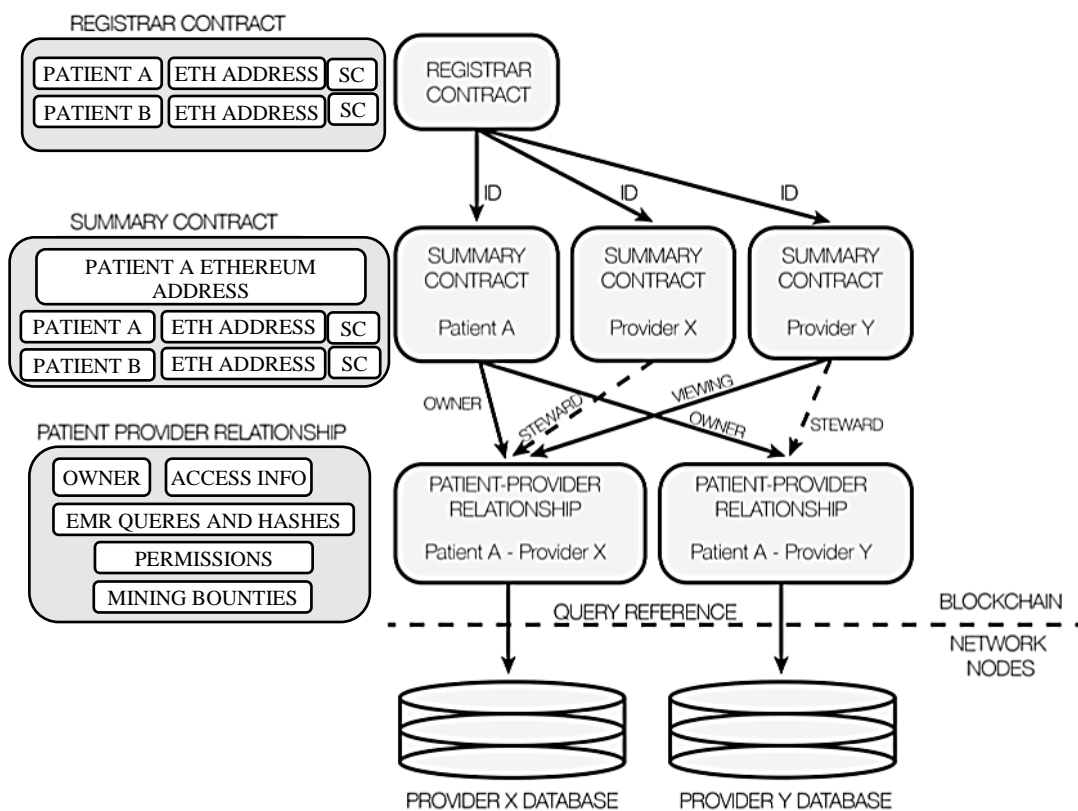 REGISTRAR CONTRACT
PATIENT A ETH ADDRESS SC
PATIENT B ETH ADDRESS SC
REGISTRAR
CONTRACT
ID ID ID
SUMMARY CONTRACT
PATIENT A ETHEREUM
ADDRESS
PATIENT A ETH ADDRESS SC
PATIENT B ETH ADDRESS SC
SUMMARY
CONTRACT
Patient A
SUMMARY
CONTRACT
Provider X
SUMMARY
CONTRACT
Provider Y
OWNER
STEWARD
VIEWING
OWNER
STEWARD
PATIENT PROVIDER RELATIONSHIP
OWNER ACCESS INFO
EMR QUERES AND HASHES
PERMISSIONS
MINING BOUNTIES
PATIENT-PROVIDER
RELATIONSHIP
Patient A - Provider X
PATIENT-PROVIDER
RELATIONSHIP
Patient A - Provider Y
QUERY REFERENCE
BLOCKCHAIN
NETWORK
NODES
PROVIDER X DATABASE
PROVIDER Y DATABASE